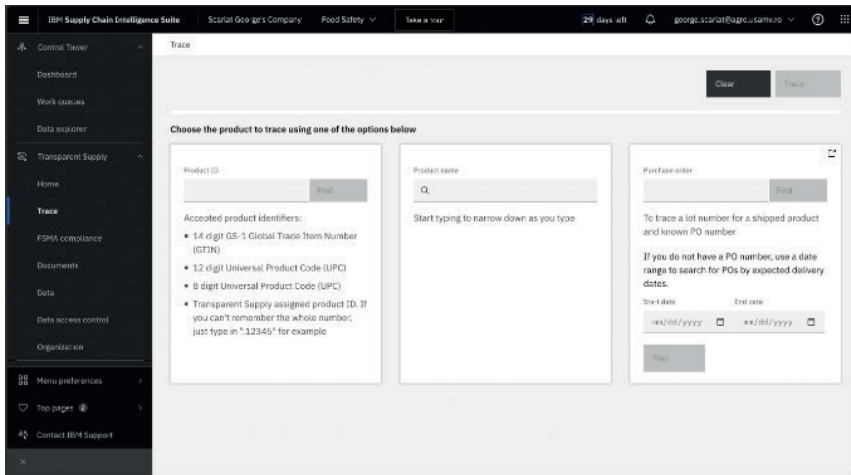 IBM Supply Chain Intelligence Suite
Scarlat George's Company
Food Safety
Take a tour
29 days left
george.scarlat@agro.usamv.ro
Control Tower
Dashboard
Work queues
Data explorer
Transparent Supply
Home
Trace
FSMA compliance
Documents
Data
Data access control
Organization
Menu preferences
Top pages
Contact IBM Support
Trace
Clear
Trace
Choose the product to trace using one of the options below
Product ID
Find
Accepted product identifiers:
14 digit GS-1 Global Trade Item Number
(GTIN)
12 digit Universal Product Code (UPC)
8 digit Universal Product Code (UPC)
Transparent Supply assigned product ID. If
you can't remember the whole number,
just type in ".12345" for example
Product name
Start typing to narrow down as you type
Purchase order
Find
To trace a lot number for a shipped product
and known PO number
If you do not have a PO number, use a date
range to search for POs by expected delivery
dates.
Start date
End date
mm/dd/yyyy
mm/dd/yyyy
Find